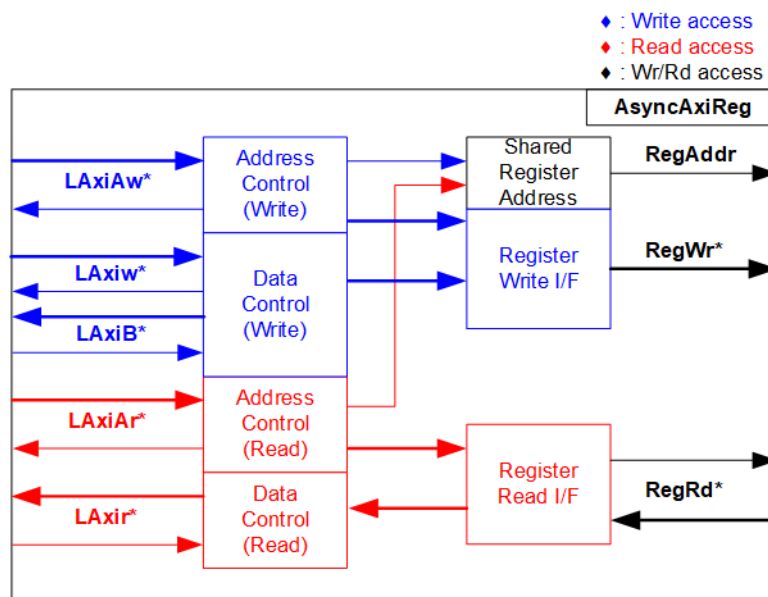 ♦ : Write access
♦ : Read access
♦ : Wr/Rd access
AsyncAxiReg
LAxiAw*
Address
Control
(Write)
Shared
Register
Address
RegAddr
LAxiw*
LAxiB*
Data
Control
(Write)
Register
Write I/F
RegWr*
LAxiAr*
Address
Control
(Read)
LAxir*
Data
Control
(Read)
Register
Read I/F
RegRd*